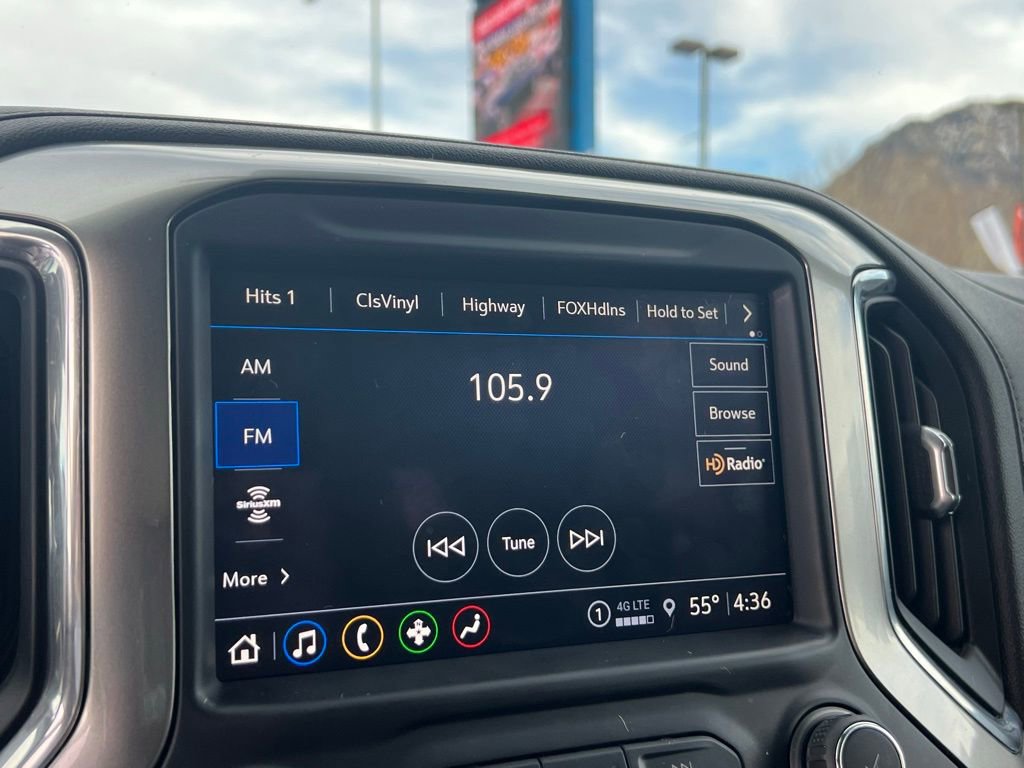 Hits 1 ClsVinyl Highway FOXHdlns Hold to Set
AM
105.9
Sound
FM
Browse
HD Radio
SiriusXM
Tune
More
1 4G LTE 55° 4:36